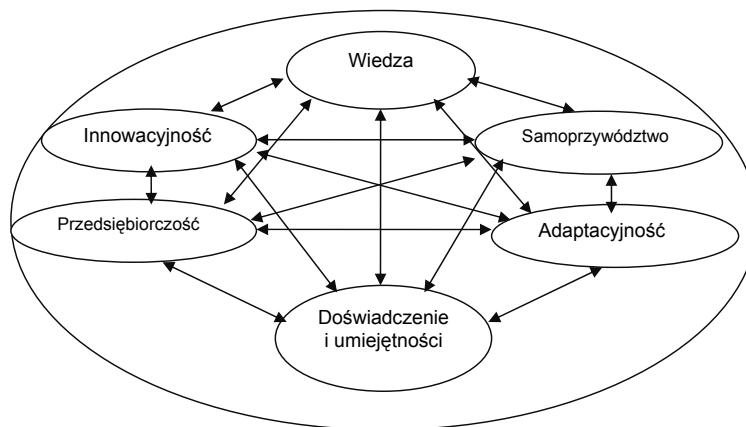 Wiedza
Innowacyjność
Samoprzywództwo
Przedsiębiorczość
Adaptacyjność
Doświadczenie
i umiejętności